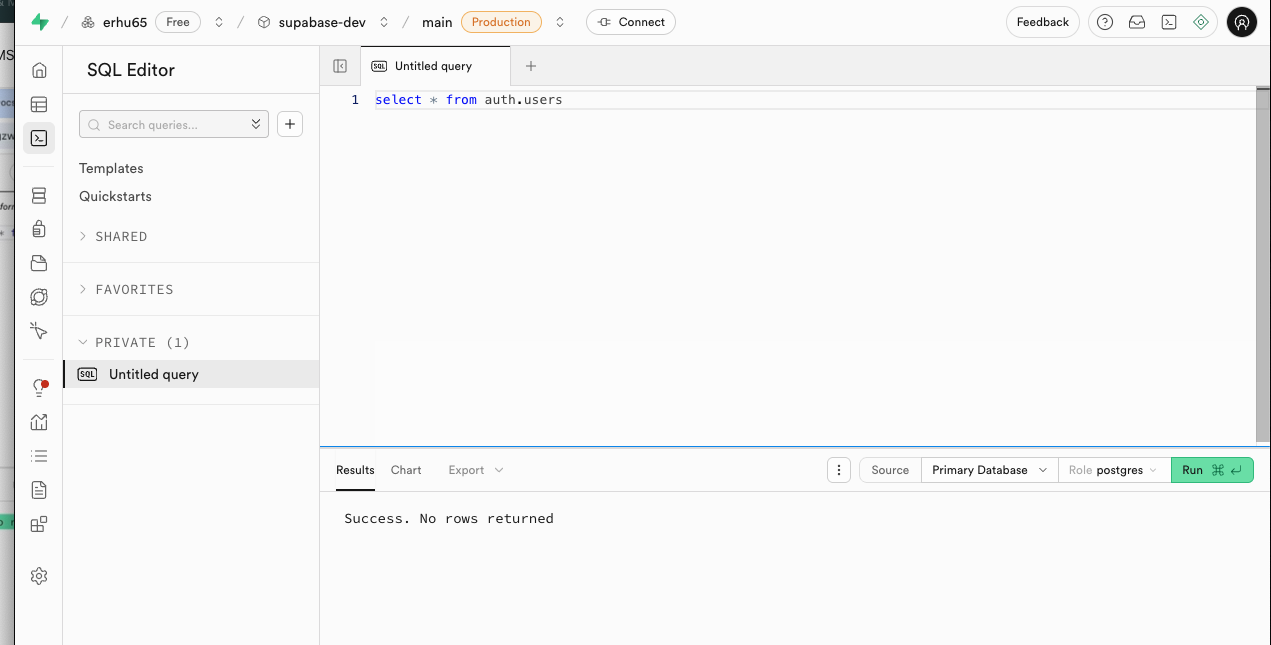 erhu65 Free supabase-dev main Production Connect Feedback
SQL Editor
SQL Untitled query
1 select * from auth.users
Search queries...
Templates
Quickstarts
SHARED
FAVORITES
PRIVATE (1)
SQL Untitled query
Results Chart Export Source Primary Database Role postgres Run ⌘ ↵
Success. No rows returned